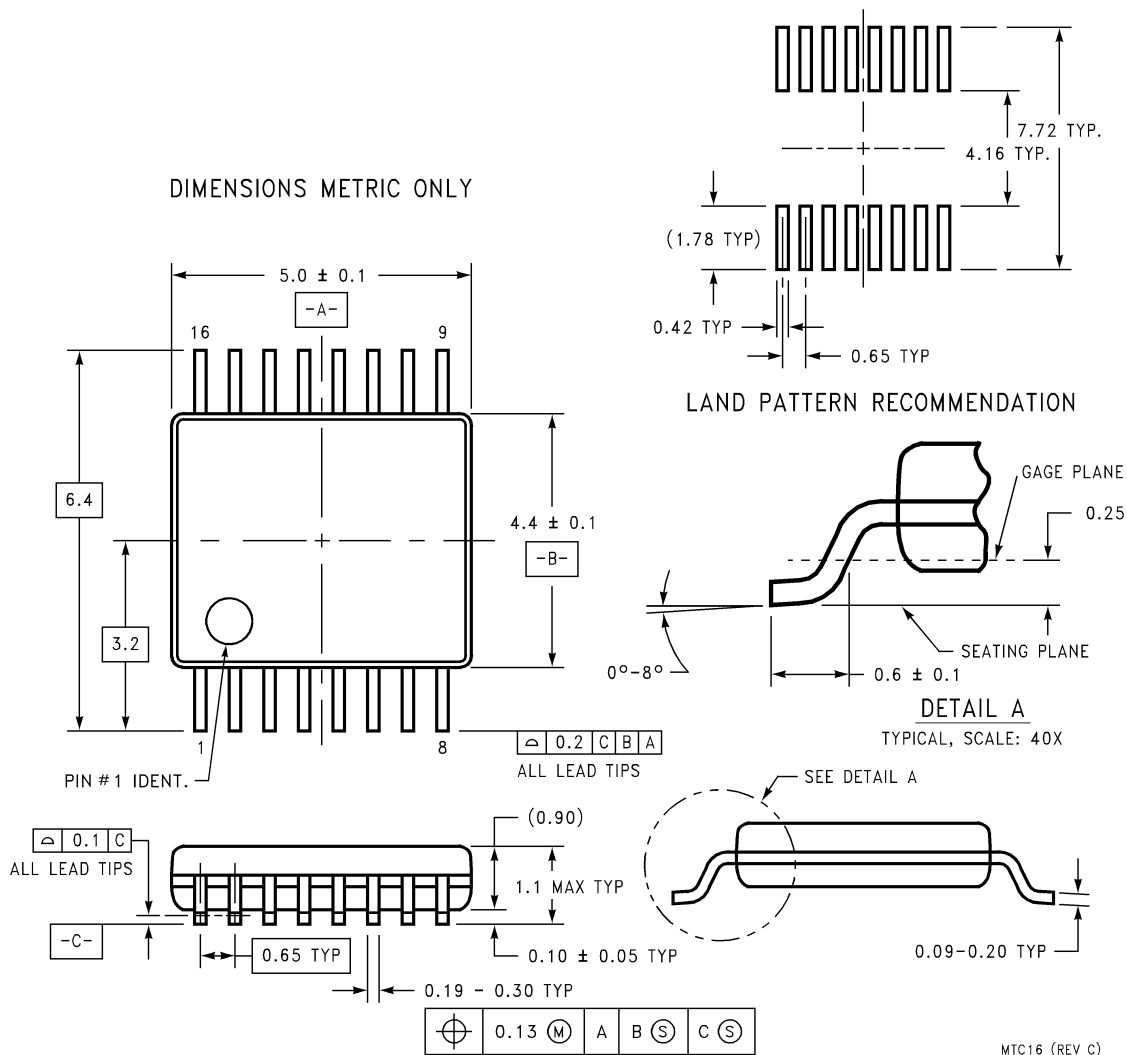 7.72 TYP.
4.16 TYP.
DIMENSIONS METRIC ONLY
(1.78 TYP)
5.0 ± 0.1
-A-
0.42 TYP
0.65 TYP
16
9
LAND PATTERN RECOMMENDATION
6.4
4.4 ± 0.1
-B-
3.2
1
8
PIN #1 IDENT.
⌓ 0.2 C B A
ALL LEAD TIPS
GAGE PLANE
0.25
SEATING PLANE
0°-8°
0.6 ± 0.1
DETAIL A
TYPICAL, SCALE: 40X
SEE DETAIL A
⌓ 0.1 C
ALL LEAD TIPS
(0.90)
1.1 MAX TYP
-C-
0.65 TYP
0.10 ± 0.05 TYP
0.09-0.20 TYP
0.19 - 0.30 TYP
⌖ 0.13 Ⓜ A B Ⓢ C Ⓢ
MTC16 (REV C)